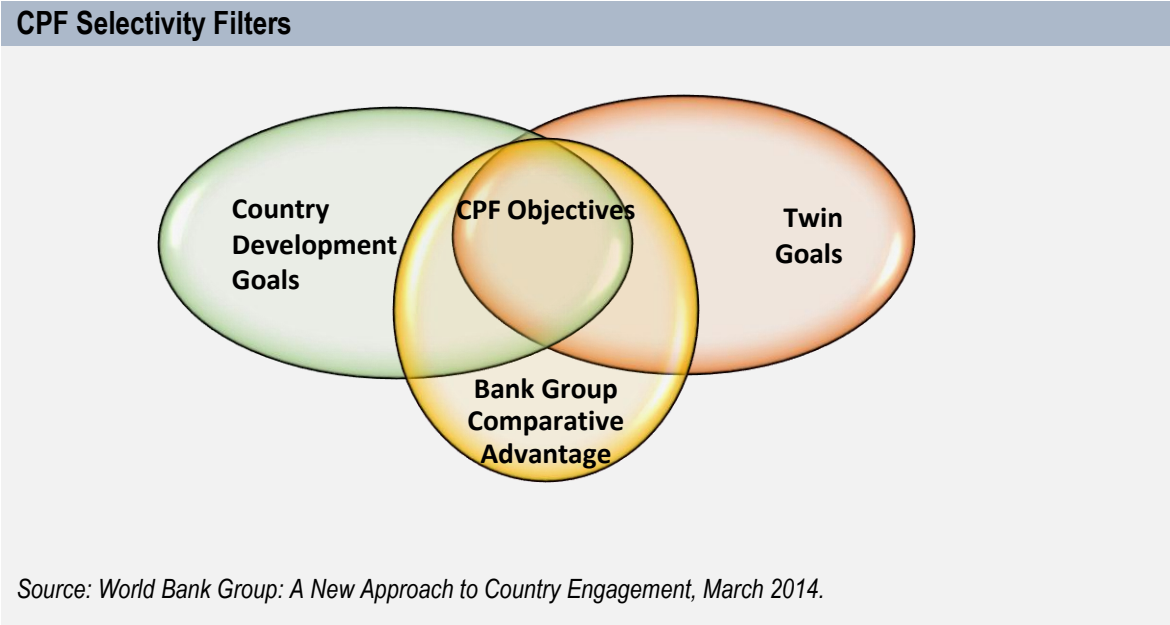 CPF Selectivity Filters
Country
Development
Goals
CPF Objectives
Twin
Goals
Bank Group
Comparative
Advantage
Source: World Bank Group: A New Approach to Country Engagement, March 2014.